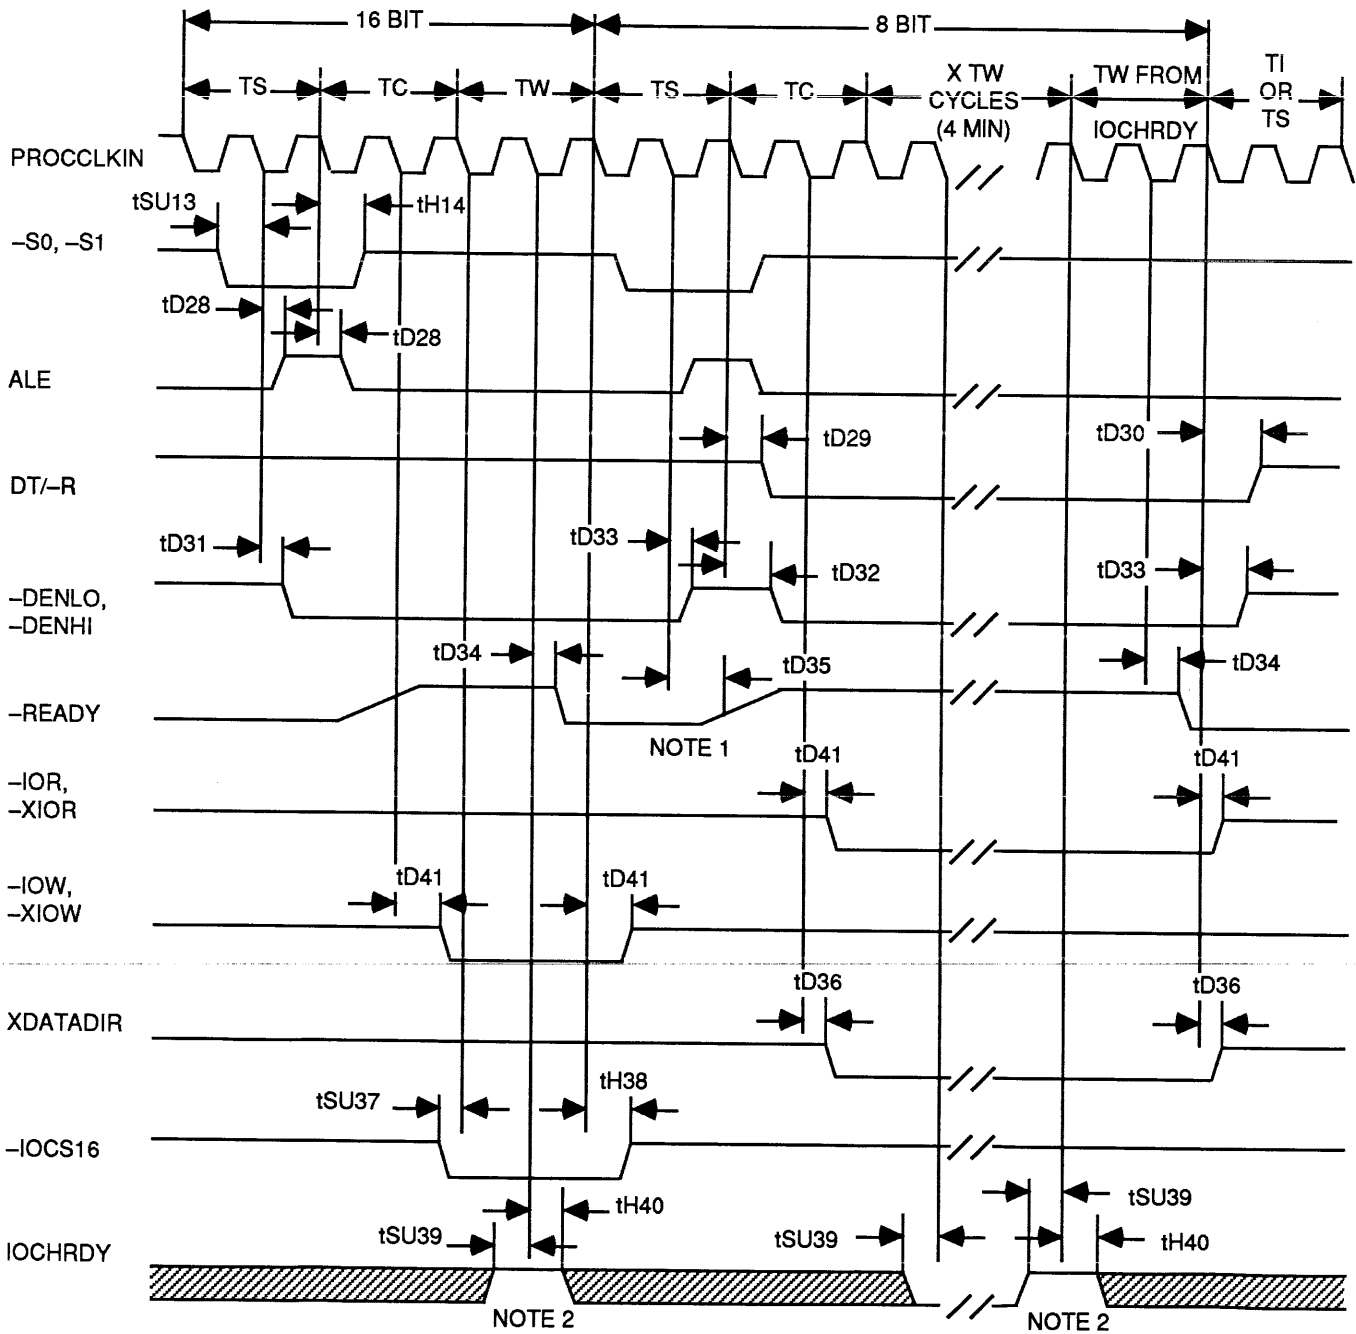 16 BIT
8 BIT
TS
TC
TW
TS
TC
X TW
CYCLES
(4 MIN)
TW FROM
IOCHRDY
TI
OR
TS
PROCCLKIN
tSU13
tH14
–S0, –S1
tD28
tD28
ALE
tD29
tD30
DT/–R
tD31
tD33
tD32
tD33
–DENLO,
–DENHI
tD34
tD35
tD34
–READY
NOTE 1
tD41
tD41
–IOR,
–XIOR
tD41
tD41
–IOW,
–XIOW
tD36
tD36
XDATADIR
tSU37
tH38
–IOCS16
tH40
tSU39
tSU39
tSU39
tH40
IOCHRDY
NOTE 2
NOTE 2